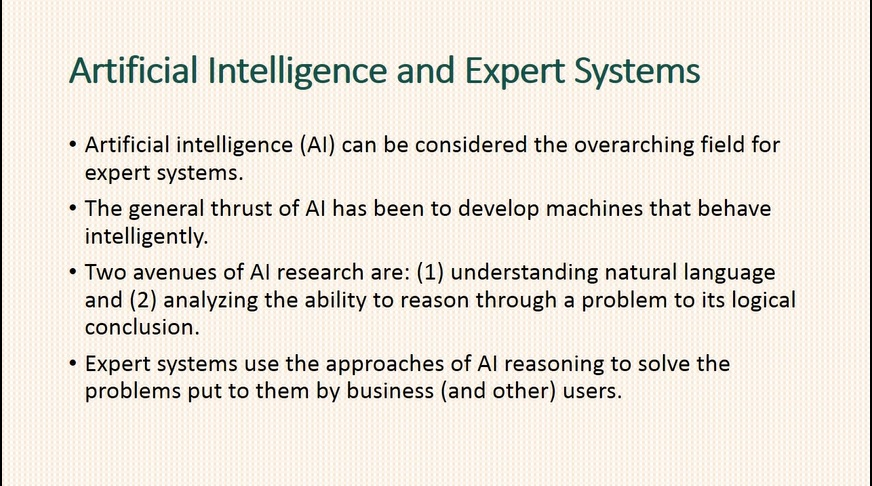 Artificial Intelligence and Expert Systems
• Artificial intelligence (AI) can be considered the overarching field for
expert systems.
• The general thrust of AI has been to develop machines that behave
intelligently.
• Two avenues of AI research are: (1) understanding natural language
and (2) analyzing the ability to reason through a problem to its logical
conclusion.
• Expert systems use the approaches of AI reasoning to solve the
problems put to them by business (and other) users.